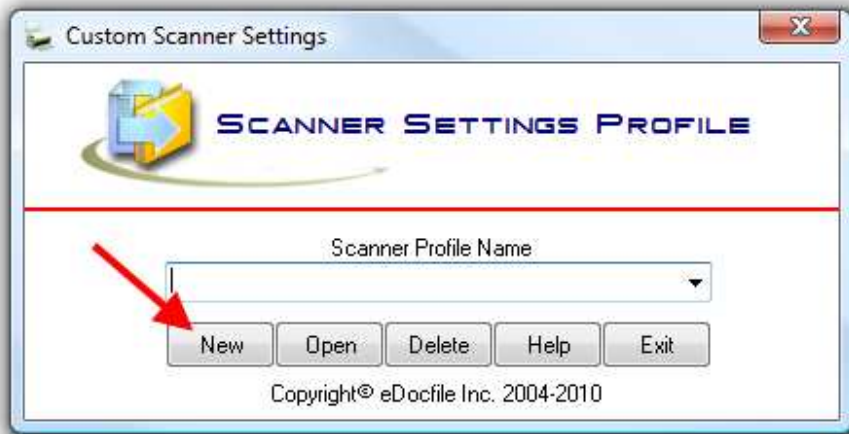 Custom Scanner Settings
SCANNER SETTINGS PROFILE
Scanner Profile Name
New Open Delete Help Exit
Copyright© eDocfile Inc. 2004-2010